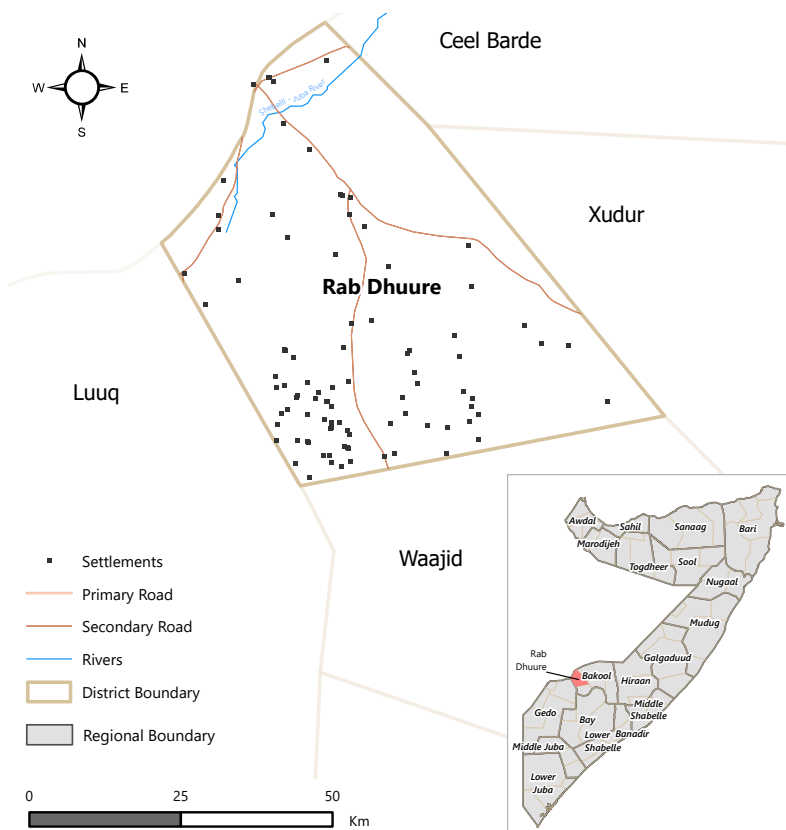 Ceel Barde
N
W
E
S
Shebelli - Juba River
Xudur
Rab Dhuure
Luuq
Waajid
Settlements
Primary Road
Secondary Road
Rivers
District Boundary
Regional Boundary
0
25
50
Km
Awdal
Sahil
Sanaag
Bari
Marodijeh
Togdheer
Sool
Nugaal
Mudug
Galgaduud
Rab
Dhuure
Bakool
Hiraan
Gedo
Bay
Middle
Shabelle
Banadir
Lower
Shabelle
Middle Juba
Lower
Juba